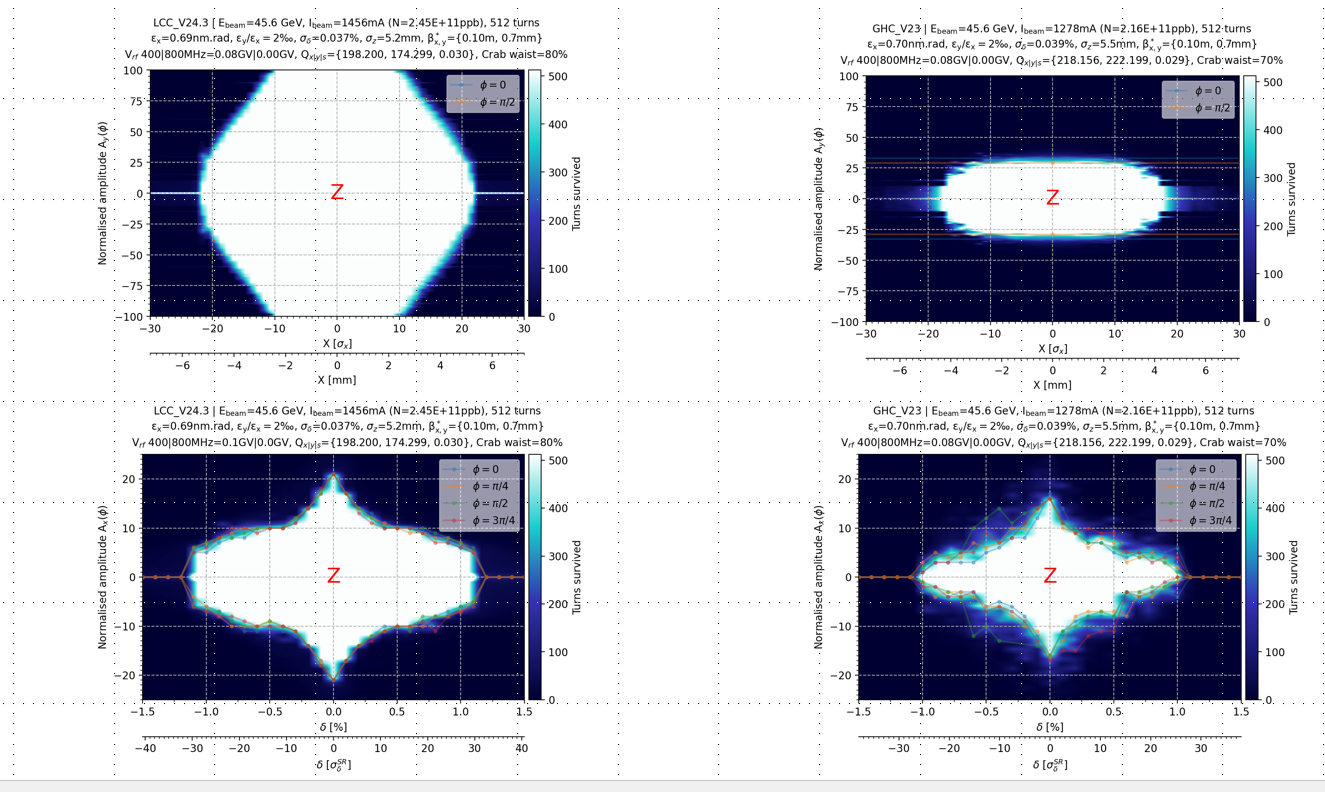 LCC_V24.3 | E_beam=45.6 GeV, I_beam=1456mA (N=2.45E+11ppb), 512 turns
ε_x=0.69nm.rad, ε_y/ε_x = 2‰, σ_δ=0.037%, σ_z=5.2mm, β*_x,y={0.10m, 0.7mm}
V_rf 400|800MHz=0.08GV|0.00GV, Q_x|y|s={198.200, 174.299, 0.030}, Crab waist=80%
100
75
50
25
0
−25
−50
−75
−100
Normalised amplitude A_y(ϕ)
ϕ = 0
ϕ = π/2
Z
−30 −20 −10 0 10 20 30
X [σ_x]
−6 −4 −2 0 2 4 6
X [mm]
500
400
300
200
100
0
Turns survived
GHC_V23 | E_beam=45.6 GeV, I_beam=1278mA (N=2.16E+11ppb), 512 turns
ε_x=0.70nm.rad, ε_y/ε_x = 2‰, σ_δ=0.039%, σ_z=5.5mm, β*_x,y={0.10m, 0.7mm}
V_rf 400|800MHz=0.08GV|0.00GV, Q_x|y|s={218.156, 222.199, 0.029}, Crab waist=70%
100
75
50
25
0
−25
−50
−75
−100
Normalised amplitude A_y(ϕ)
ϕ = 0
ϕ = π/2
Z
−30 −20 −10 0 10 20 30
X [σ_x]
−6 −4 −2 0 2 4 6
X [mm]
500
400
300
200
100
0
Turns survived
LCC_V24.3 | E_beam=45.6 GeV, I_beam=1456mA (N=2.45E+11ppb), 512 turns
ε_x=0.69nm.rad, ε_y/ε_x = 2‰, σ_δ=0.037%, σ_z=5.2mm, β*_x,y={0.10m, 0.7mm}
V_rf 400|800MHz=0.1GV|0.0GV, Q_x|y|s={198.200, 174.299, 0.030}, Crab waist=80%
20
10
0
−10
−20
Normalised amplitude A_x(ϕ)
ϕ = 0
ϕ = π/4
ϕ = π/2
ϕ = 3π/4
Z
−1.5 −1.0 −0.5 0.0 0.5 1.0 1.5
δ [%]
−40 −30 −20 −10 0 10 20 30 40
δ [σ_δ^SR]
500
400
300
200
100
0
Turns survived
GHC_V23 | E_beam=45.6 GeV, I_beam=1278mA (N=2.16E+11ppb), 512 turns
ε_x=0.70nm.rad, ε_y/ε_x = 2‰, σ_δ=0.039%, σ_z=5.5mm, β*_x,y={0.10m, 0.7mm}
V_rf 400|800MHz=0.08GV|0.00GV, Q_x|y|s={218.156, 222.199, 0.029}, Crab waist=70%
20
10
0
−10
−20
Normalised amplitude A_x(ϕ)
ϕ = 0
ϕ = π/4
ϕ = π/2
ϕ = 3π/4
Z
−1.5 −1.0 −0.5 0.0 0.5 1.0 1.5
δ [%]
−30 −20 −10 0 10 20 30
δ [σ_δ^SR]
500
400
300
200
100
0
Turns survived